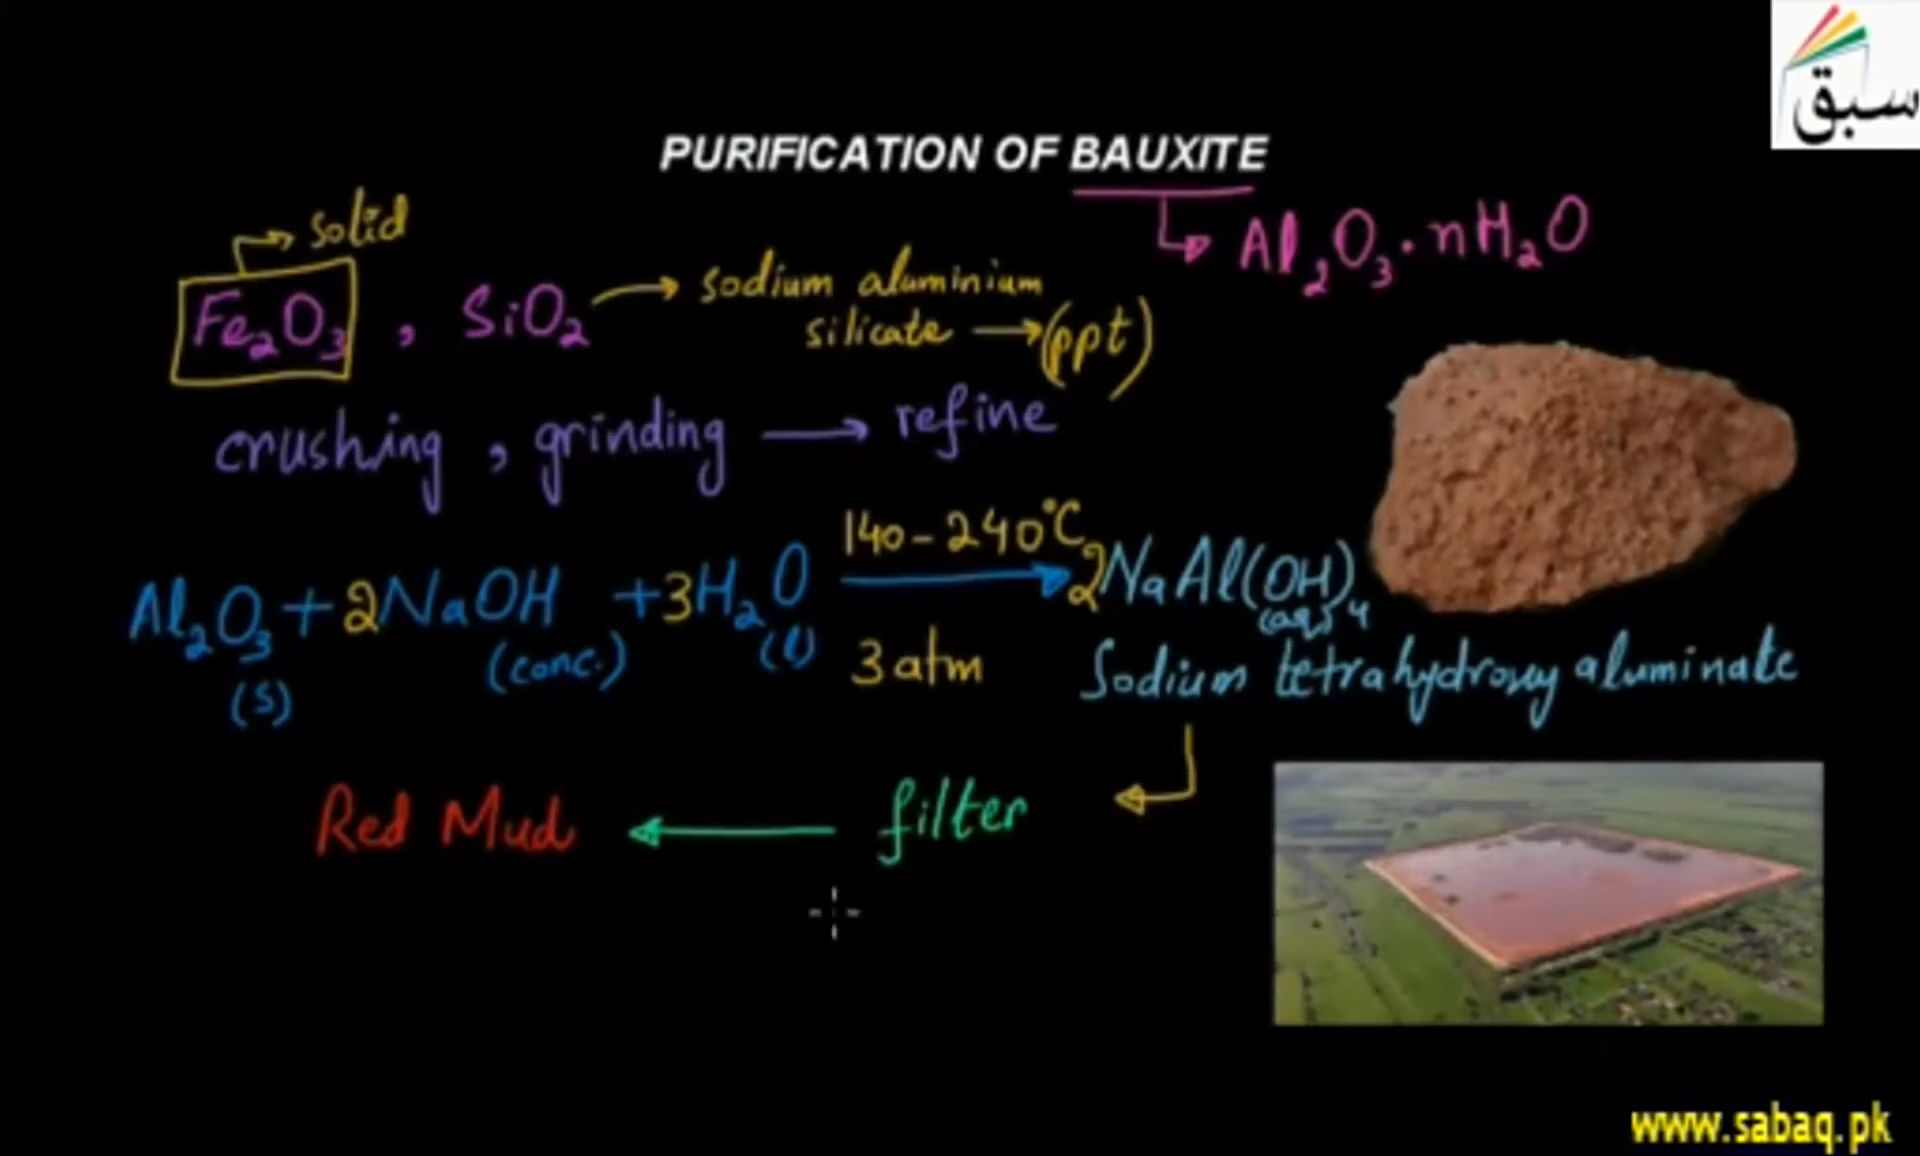 سبق
PURIFICATION OF BAUXITE
Al₂O₃·nH₂O
solid
Fe₂O₃ , SiO₂ → sodium aluminium
silicate → (ppt)
crushing , grinding → refine
Al₂O₃ + 2NaOH + 3H₂O → 2NaAl(OH)₄
140-240°C
(s) (conc.) (l) 3 atm (aq)
Sodium tetrahydroxy aluminate
Red Mud ← filter
www.sabaq.pk